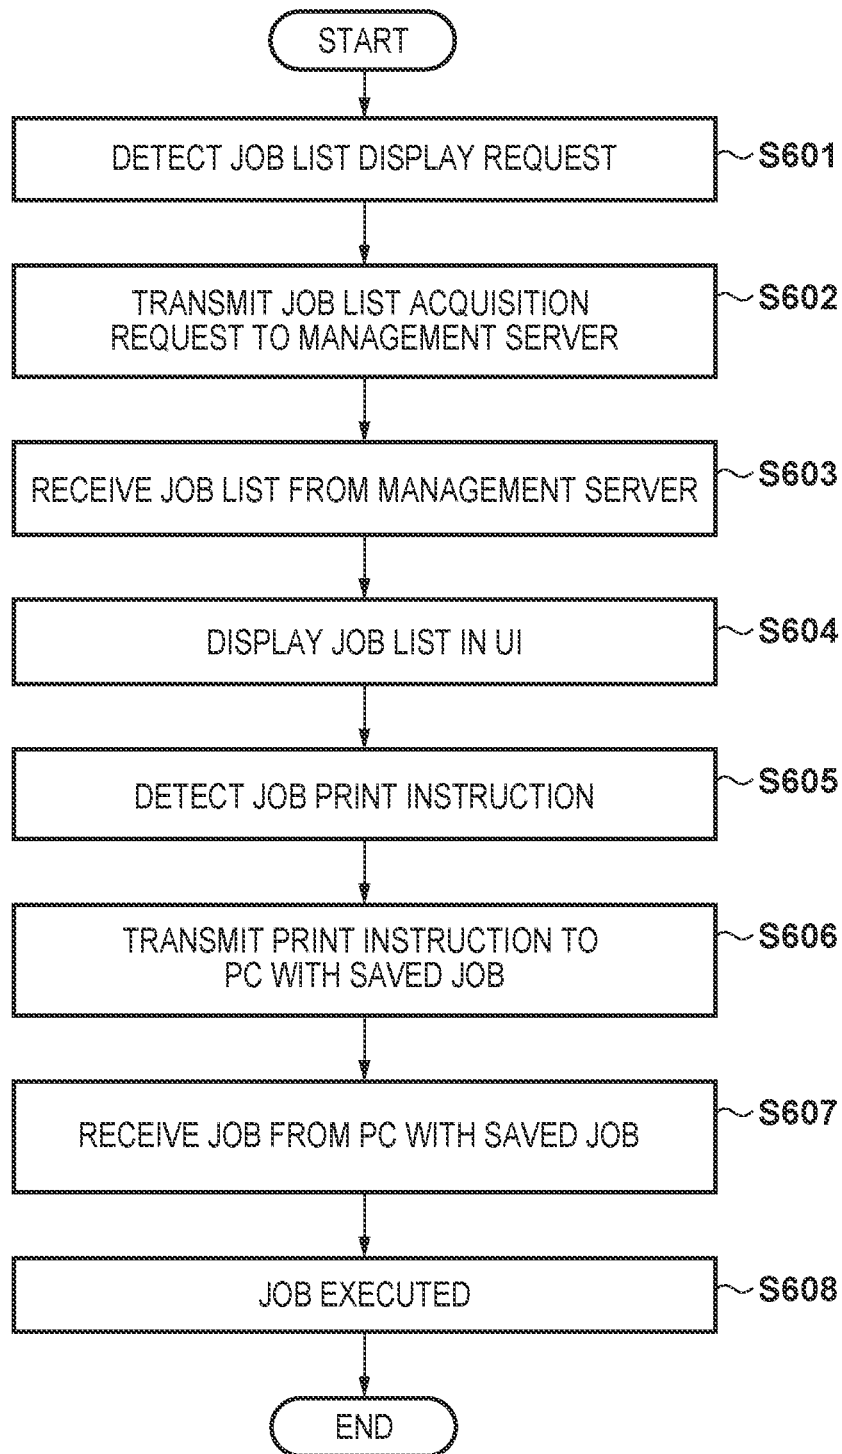 START
DETECT JOB LIST DISPLAY REQUEST
S601
TRANSMIT JOB LIST ACQUISITION
REQUEST TO MANAGEMENT SERVER
S602
RECEIVE JOB LIST FROM MANAGEMENT SERVER
S603
DISPLAY JOB LIST IN UI
S604
DETECT JOB PRINT INSTRUCTION
S605
TRANSMIT PRINT INSTRUCTION TO
PC WITH SAVED JOB
S606
RECEIVE JOB FROM PC WITH SAVED JOB
S607
JOB EXECUTED
S608
END